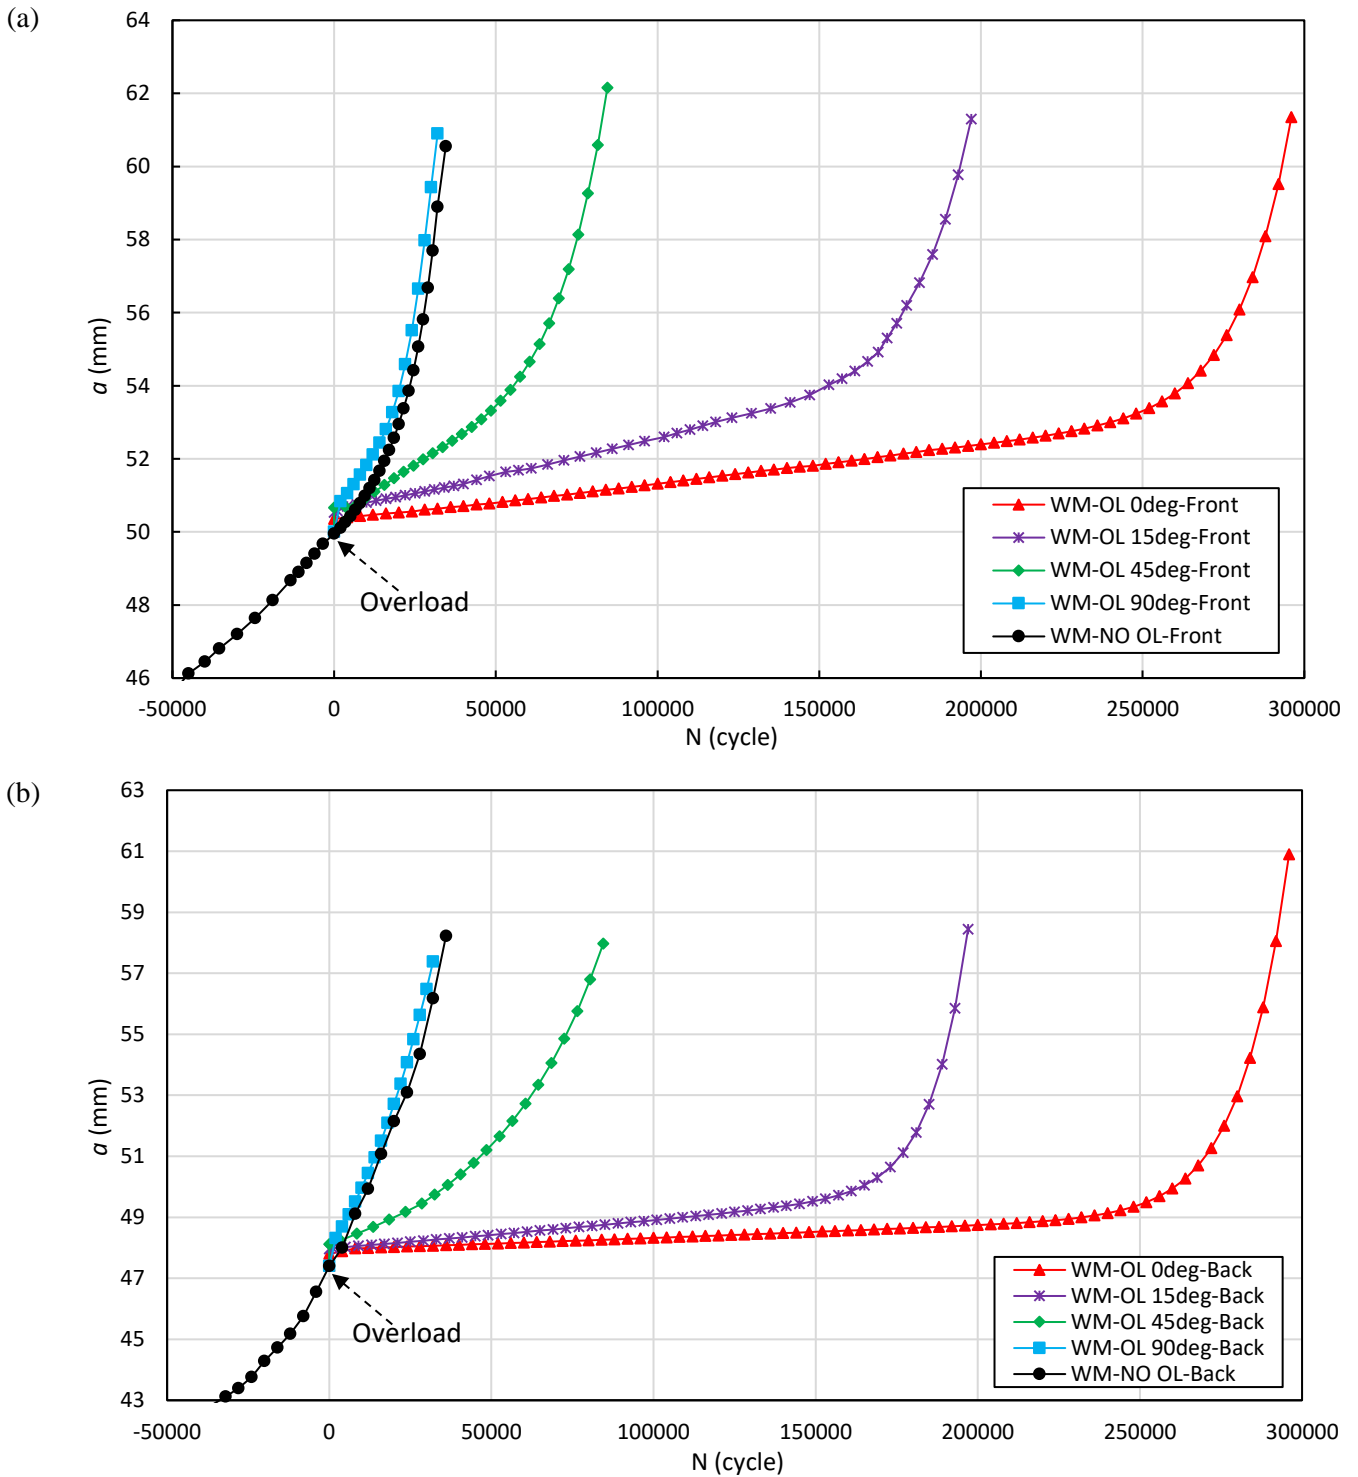 (a)
64
62
60
58
56
54
52
50
48
46
a (mm)
Overload
WM-OL 0deg-Front
WM-OL 15deg-Front
WM-OL 45deg-Front
WM-OL 90deg-Front
WM-NO OL-Front
-50000 0 50000 100000 150000 200000 250000 300000
N (cycle)
(b)
63
61
59
57
55
53
51
49
47
45
43
a (mm)
Overload
WM-OL 0deg-Back
WM-OL 15deg-Back
WM-OL 45deg-Back
WM-OL 90deg-Back
WM-NO OL-Back
-50000 0 50000 100000 150000 200000 250000 300000
N (cycle)